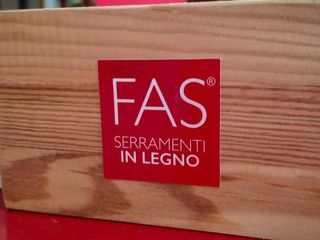 FAS®
SERRAMENTI
IN LEGNO